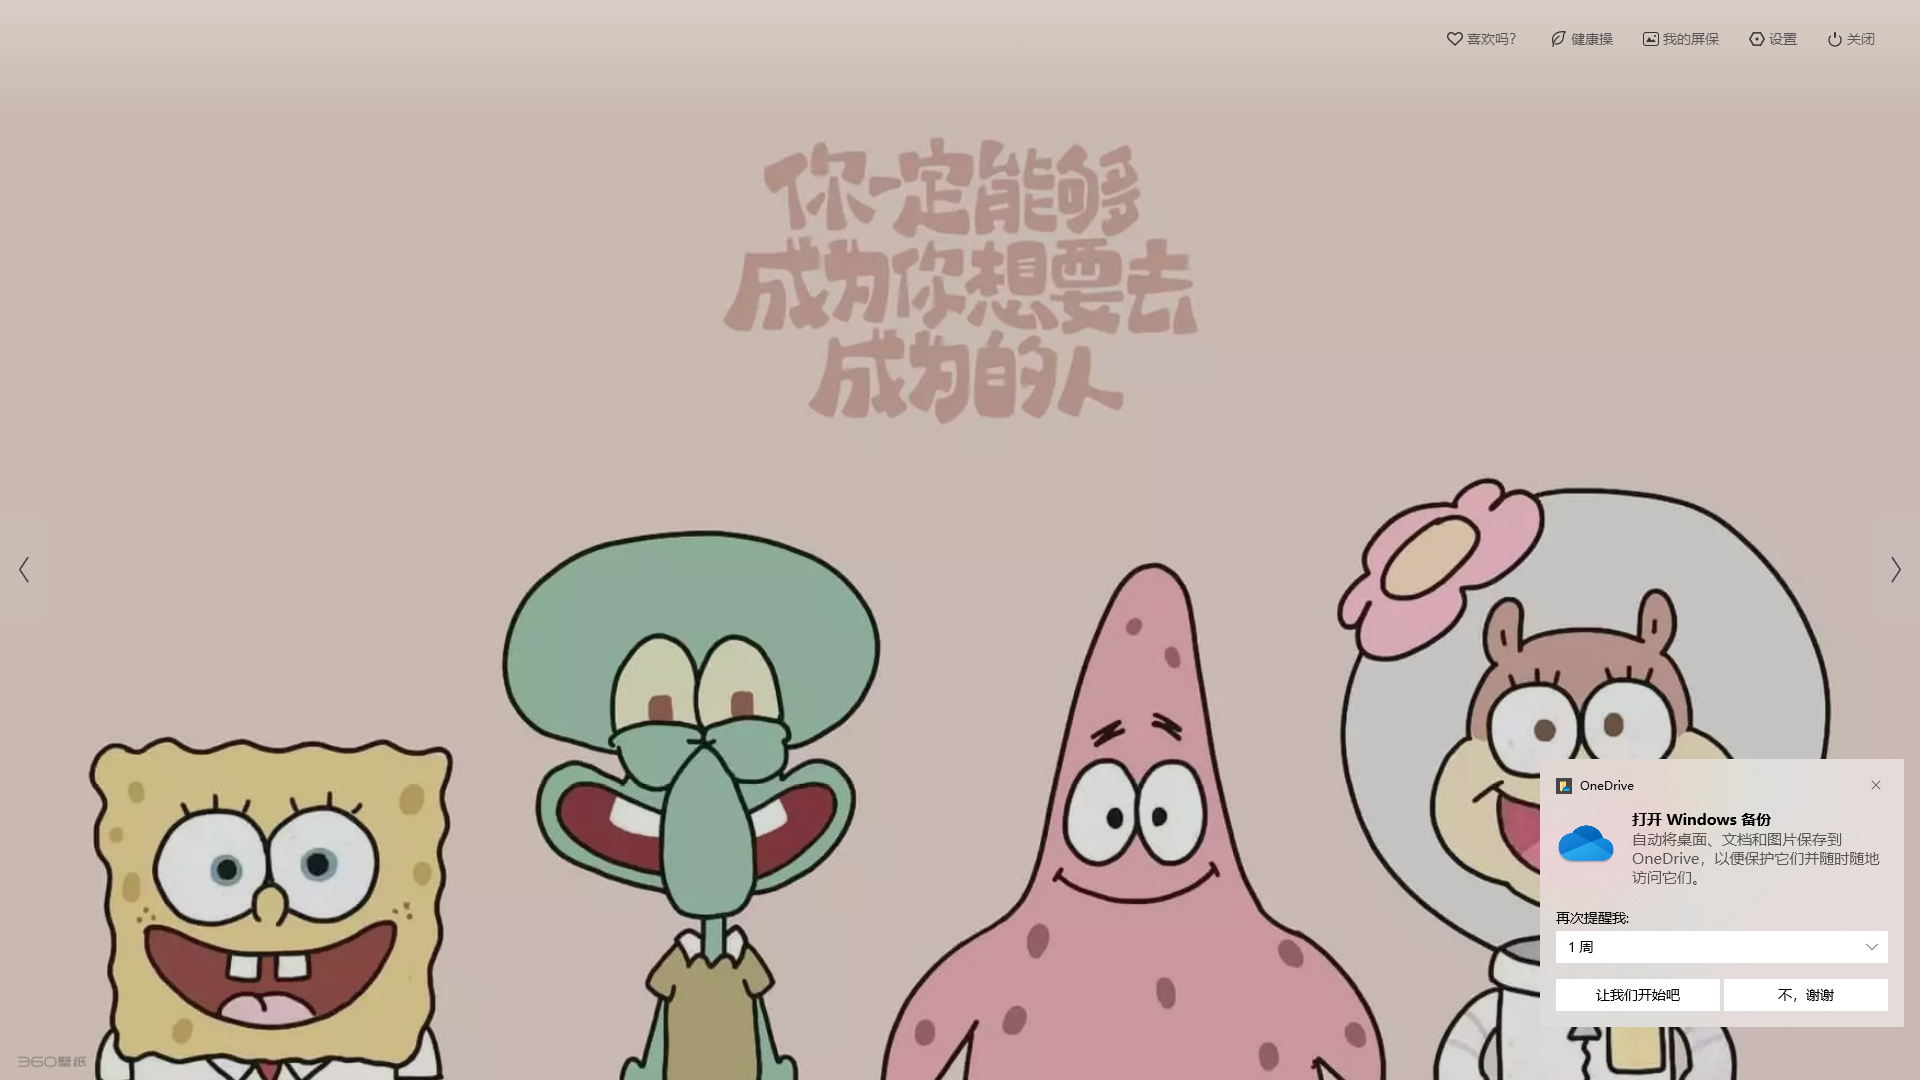 喜欢吗?
健康操
我的屏保
设置
关闭
你一定能够
成为你想要去
成为的人
OneDrive
打开 Windows 备份
自动将桌面、文档和图片保存到
OneDrive，以便保护它们并随时随地
访问它们。
再次提醒我:
1 周
让我们开始吧
不，谢谢
360壁纸